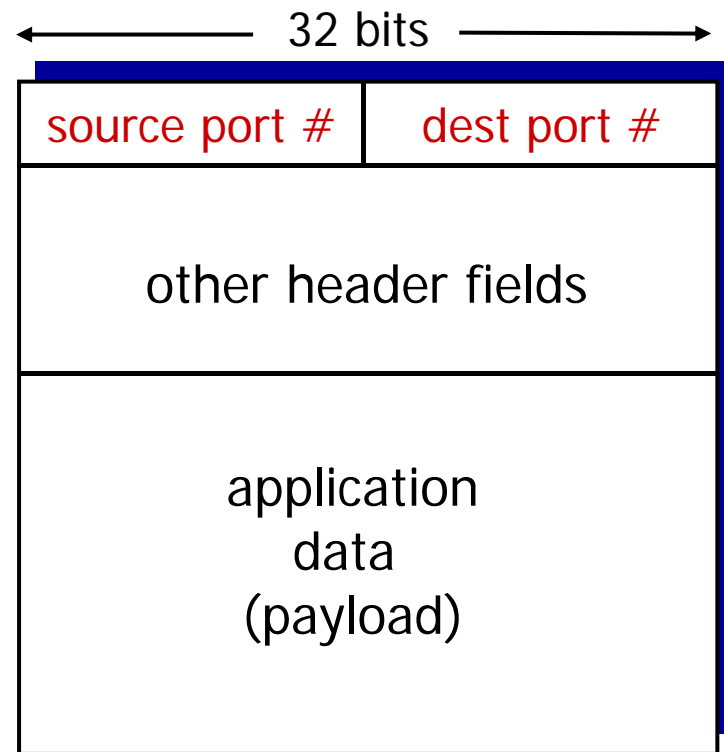 32 bits
source port # dest port #
other header fields
application
data
(payload)